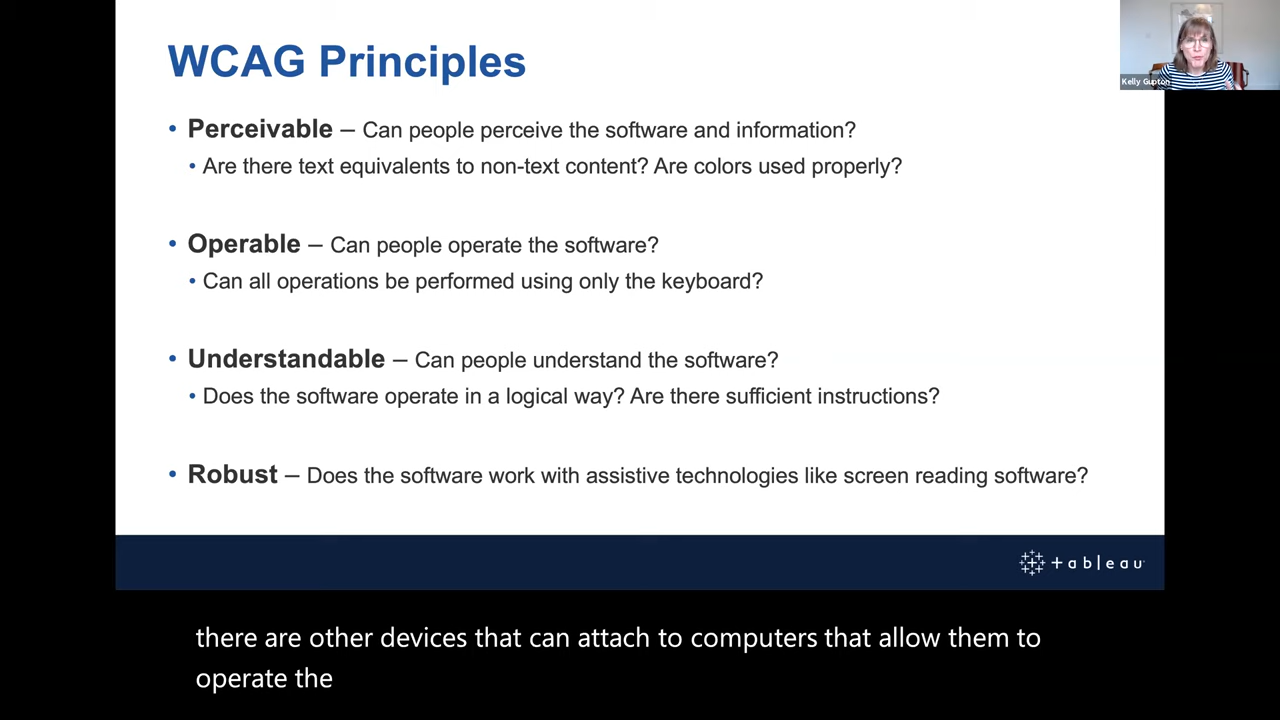 WCAG Principles
• Perceivable – Can people perceive the software and information?
• Are there text equivalents to non-text content? Are colors used properly?
• Operable – Can people operate the software?
• Can all operations be performed using only the keyboard?
• Understandable – Can people understand the software?
• Does the software operate in a logical way? Are there sufficient instructions?
• Robust – Does the software work with assistive technologies like screen reading software?
tableau
Kelly Gupton
there are other devices that can attach to computers that allow them to
operate the